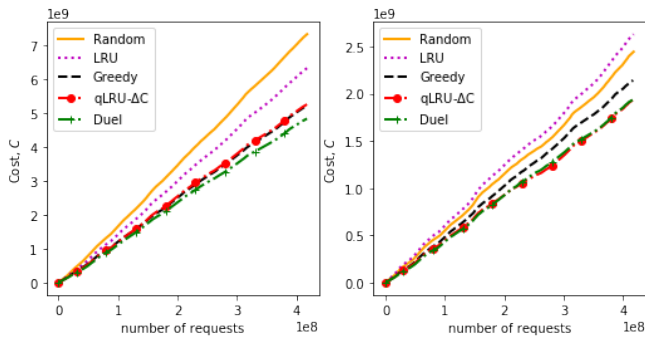 1e9
7
6
5
4
3
2
1
0
Cost, C
Random
LRU
Greedy
qLRU-ΔC
Duel
0
1
2
3
4
number of requests
1e8
1e9
2.5
2.0
1.5
1.0
0.5
0.0
Cost, C
Random
LRU
Greedy
qLRU-ΔC
Duel
0
1
2
3
4
number of requests
1e8